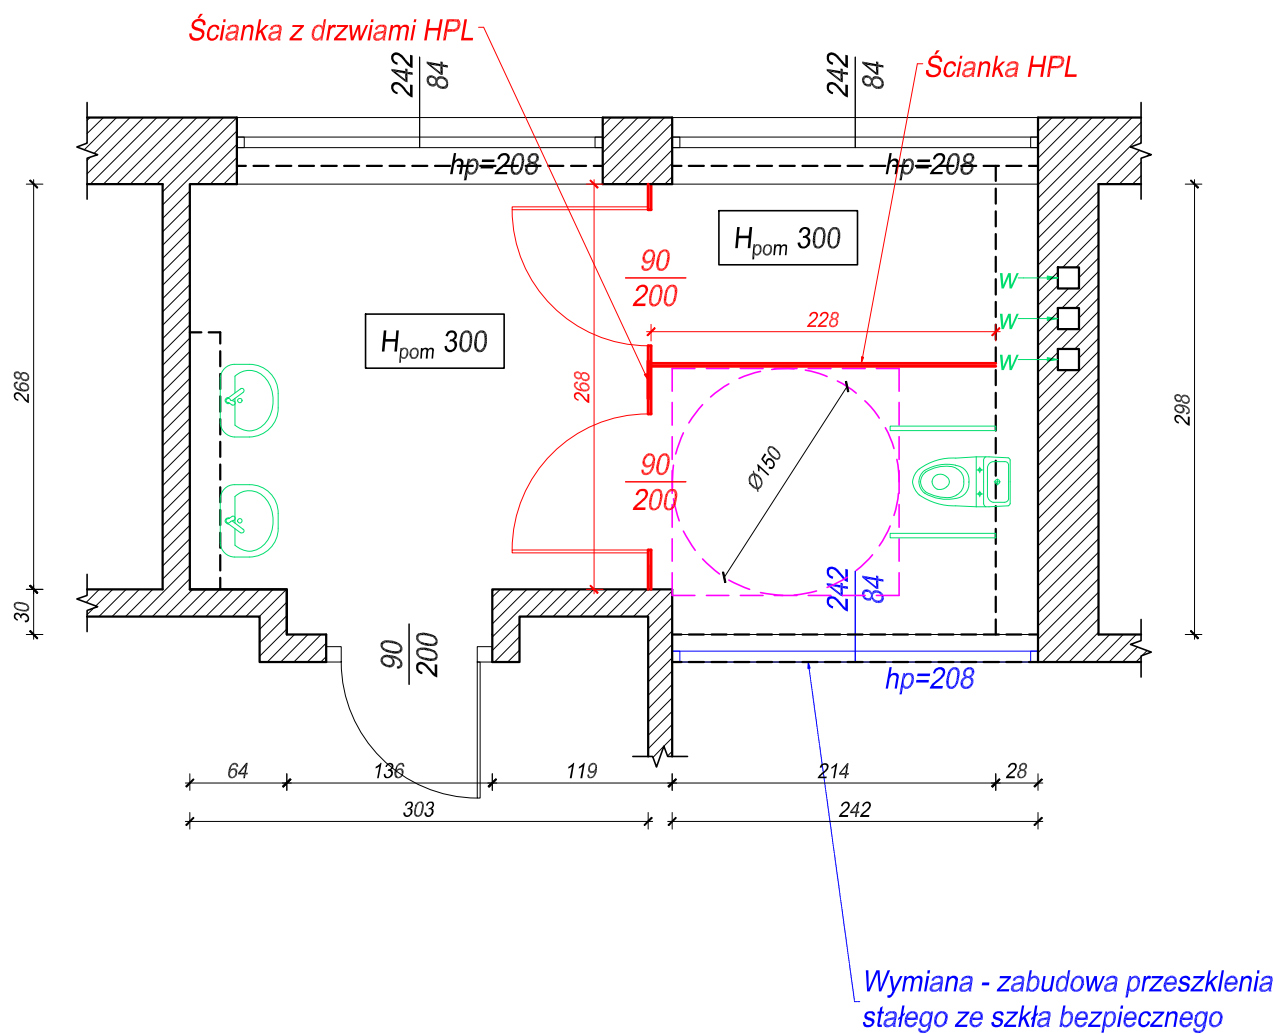 Ścianka z drzwiami HPL
242
84
242
84
Ścianka HPL
hp=208
hp=208
Hpom 300
90
200
W
228
W
Hpom 300
W
268
268
298
90
200
Ø150
242
84
30
90
200
hp=208
64
136
119
214
28
303
242
Wymiana - zabudowa przeszklenia
stałego ze szkła bezpiecznego